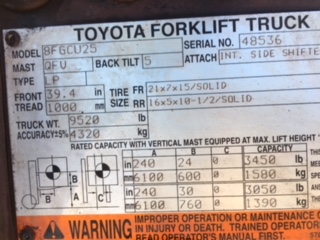 TOYOTA FORKLIFT TRUCK
MODEL 8FGCU25 SERIAL NO. 48536
MAST QFV BACK TILT 5 ATTACH INT. SIDE SHIFTER
TYPE LP
FRONT TREAD 39.4 in TIRE SIZE FR 21x7x15/SOLID
1000 mm RR 16x5x10-1/2/SOLID
TRUCK WT. 9520 lb
ACCURACY±5% 4320 kg
RATED CAPACITY WITH VERTICAL MAST EQUIPPED AT MAX. LIFT HEIGHT
A B C
in 240 24 0 3450 lb
mm 6100 600 0 1580 kg
in 240 30 0 3050 lb
mm 6100 760 0 1390 kg
A B B C
WARNING
IMPROPER OPERATION OR MAINTENANCE
IN INJURY OR DEATH. TRAINED
READ OPERATOR'S MANUAL FIRST.